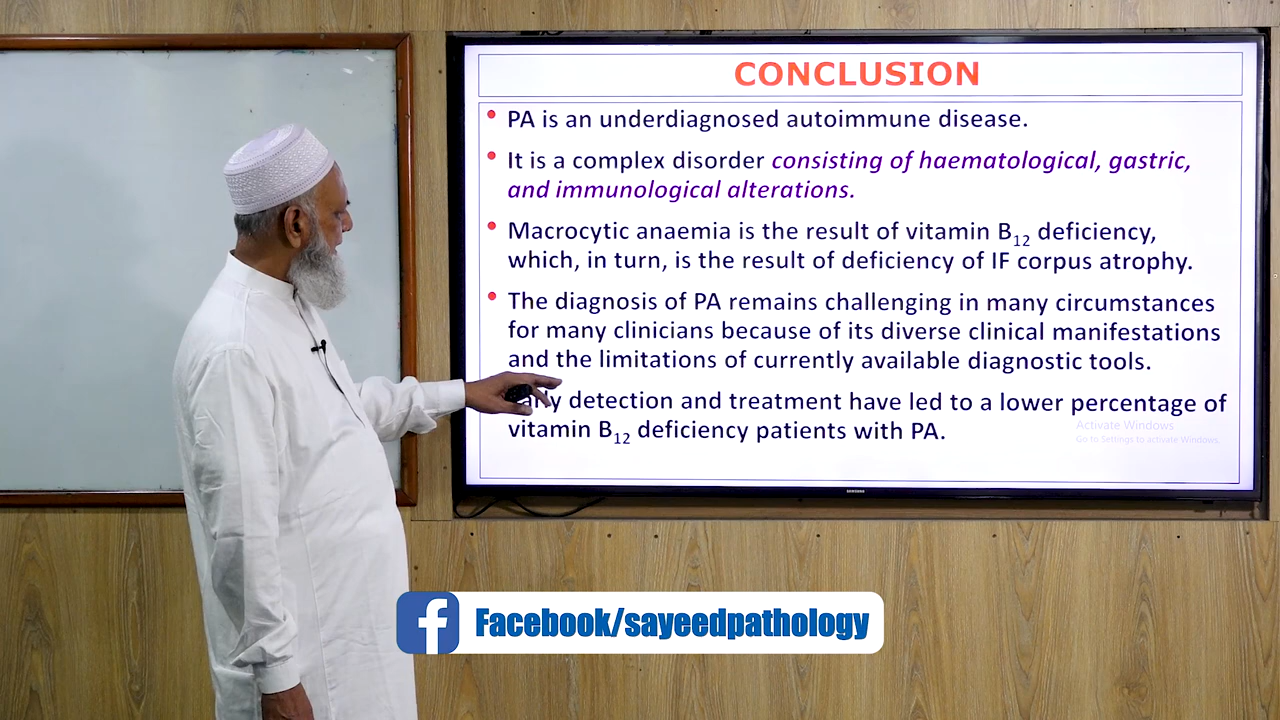 CONCLUSION
• PA is an underdiagnosed autoimmune disease.
• It is a complex disorder consisting of haematological, gastric,
and immunological alterations.
• Macrocytic anaemia is the result of vitamin B12 deficiency,
which, in turn, is the result of deficiency of IF corpus atrophy.
• The diagnosis of PA remains challenging in many circumstances
for many clinicians because of its diverse clinical manifestations
and the limitations of currently available diagnostic tools.
detection and treatment have led to a lower percentage of
vitamin B12 deficiency patients with PA.
Activate Windows
Go to Settings to activate Windows.
SAMSUNG
f Facebook/sayeedpathology